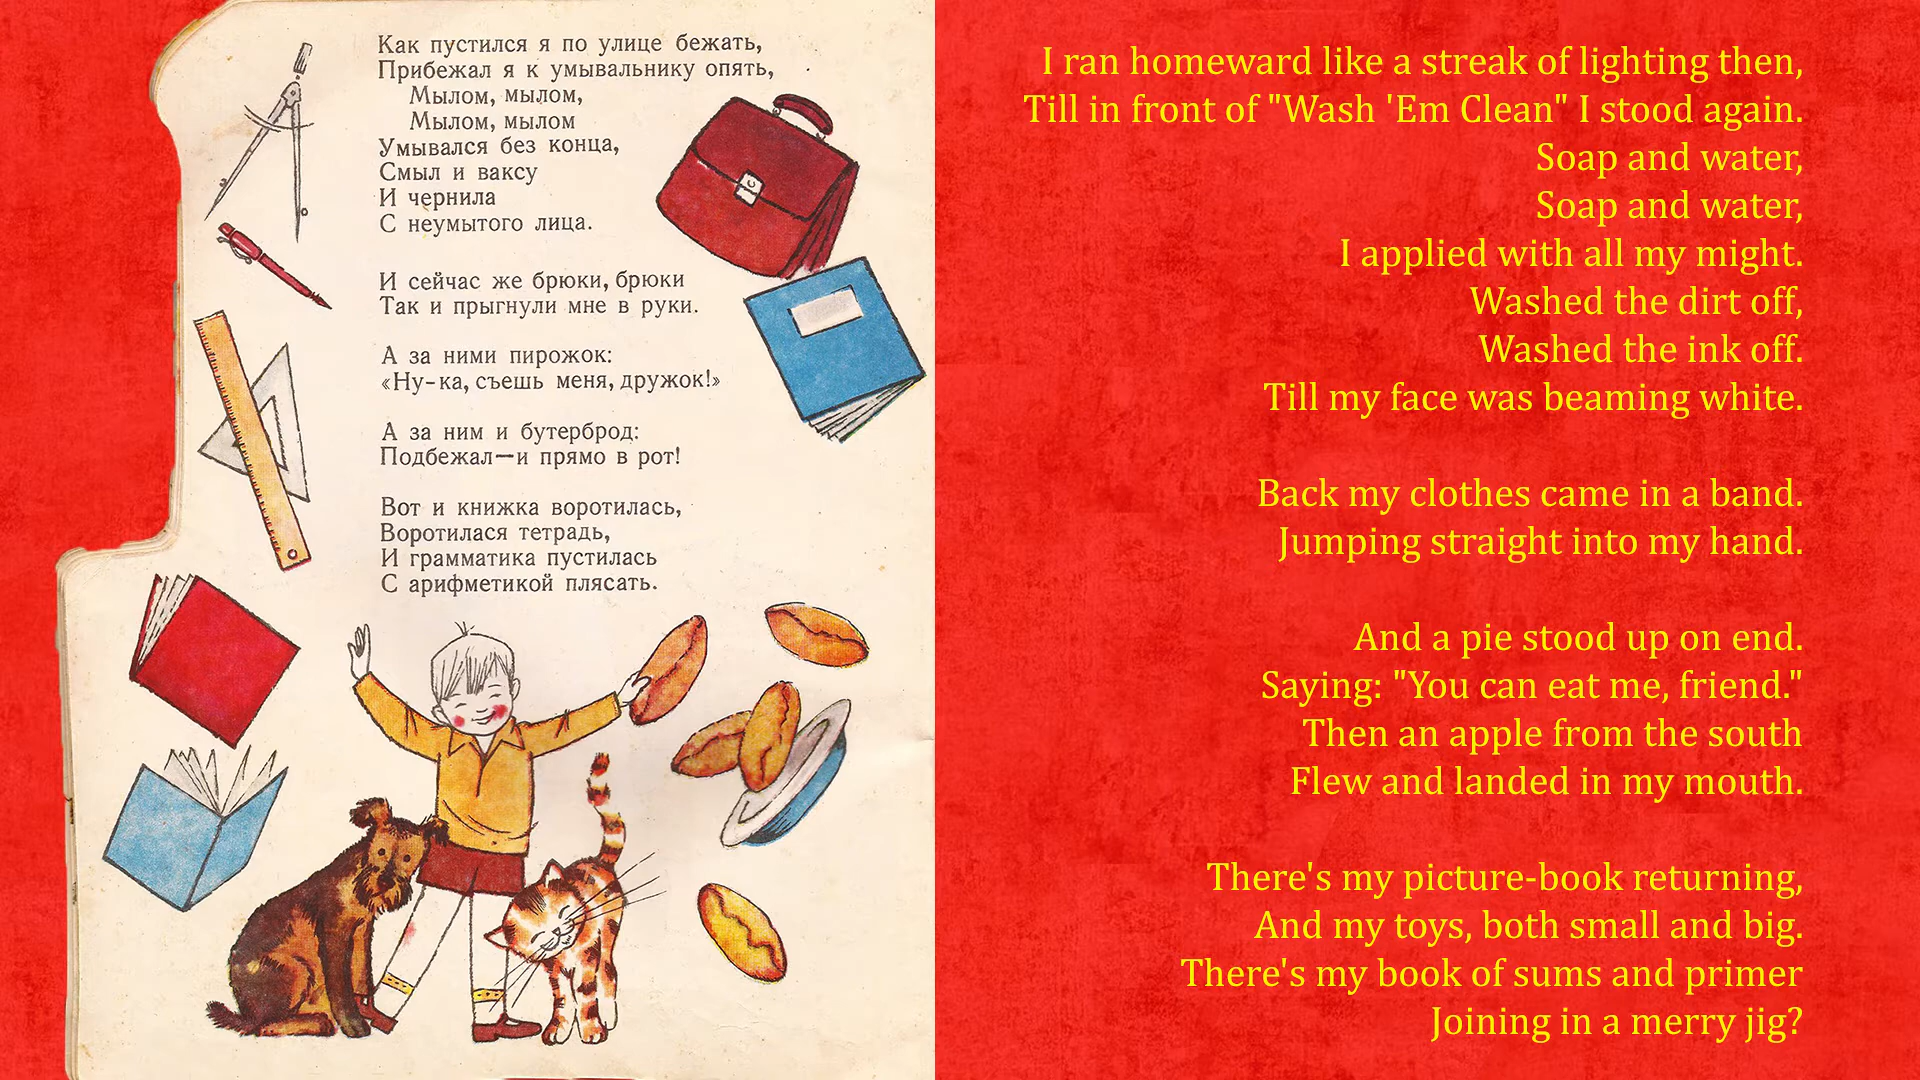 Как пустился я по улице бежать,
Прибежал я к умывальнику опять,
Мылом, мылом,
Мылом, мылом
Умывался без конца,
Смыл и ваксу
И чернила
С неумытого лица.
И сейчас же брюки, брюки
Так и прыгнули мне в руки.
А за ними пирожок:
«Ну-ка, съешь меня, дружок!»
А за ним и бутерброд:
Подбежал—и прямо в рот!
Вот и книжка воротилась,
Воротилася тетрадь,
И грамматика пустилась
С арифметикой плясать.
I ran homeward like a streak of lighting then,
Till in front of "Wash 'Em Clean" I stood again.
Soap and water,
Soap and water,
I applied with all my might.
Washed the dirt off,
Washed the ink off.
Till my face was beaming white.
Back my clothes came in a band.
Jumping straight into my hand.
And a pie stood up on end.
Saying: "You can eat me, friend."
Then an apple from the south
Flew and landed in my mouth.
There's my picture-book returning,
And my toys, both small and big.
There's my book of sums and primer
Joining in a merry jig?